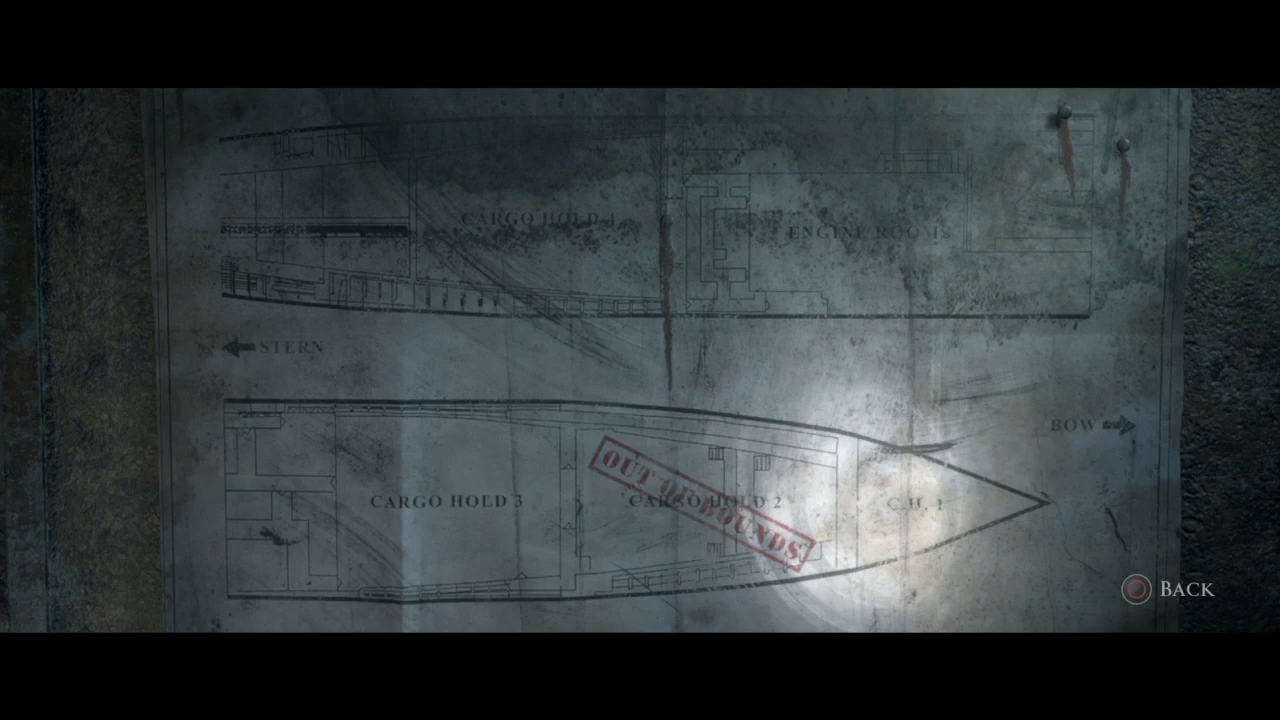 CARGO HOLD 4
ENGINE ROOM
STERN
BOW
CARGO HOLD 3
CARGO HOLD 2
OUT OF BOUNDS
C.H. 1
BACK